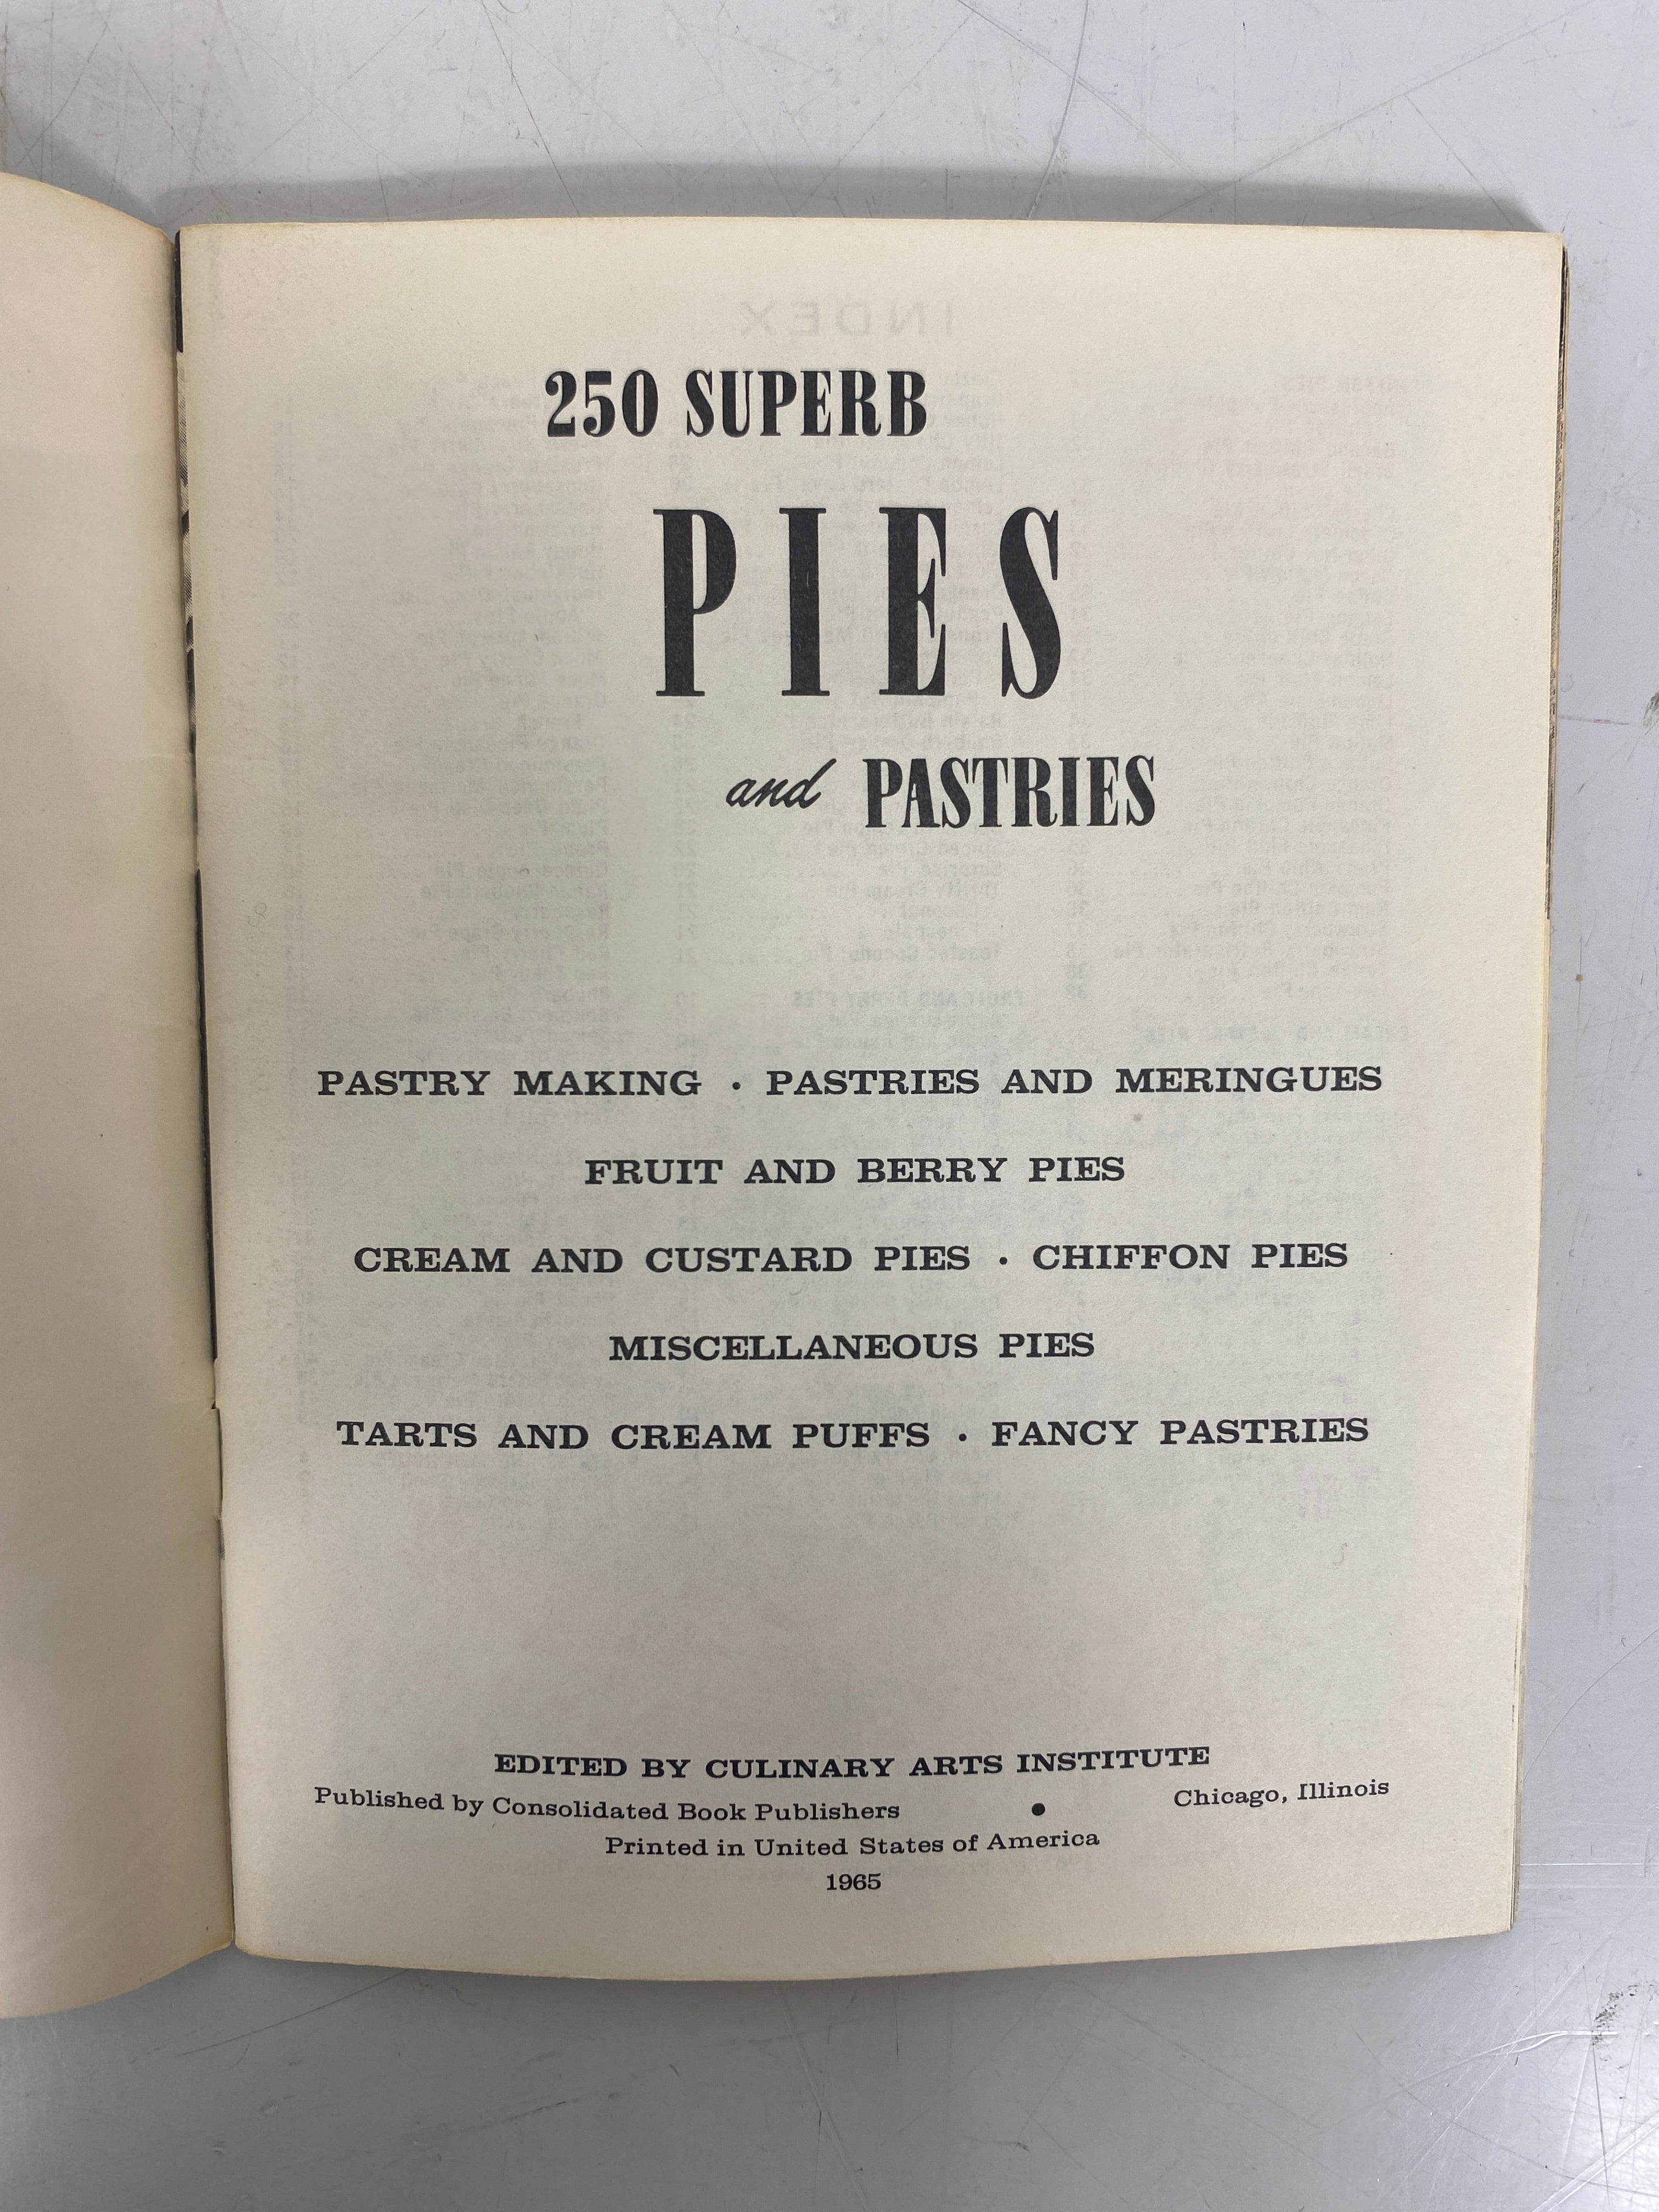 250 SUPERB
PIES
and PASTRIES
PASTRY MAKING · PASTRIES AND MERINGUES
FRUIT AND BERRY PIES
CREAM AND CUSTARD PIES · CHIFFON PIES
MISCELLANEOUS PIES
TARTS AND CREAM PUFFS · FANCY PASTRIES
EDITED BY CULINARY ARTS INSTITUTE
Published by Consolidated Book Publishers ● Chicago, Illinois
Printed in United States of America
1965